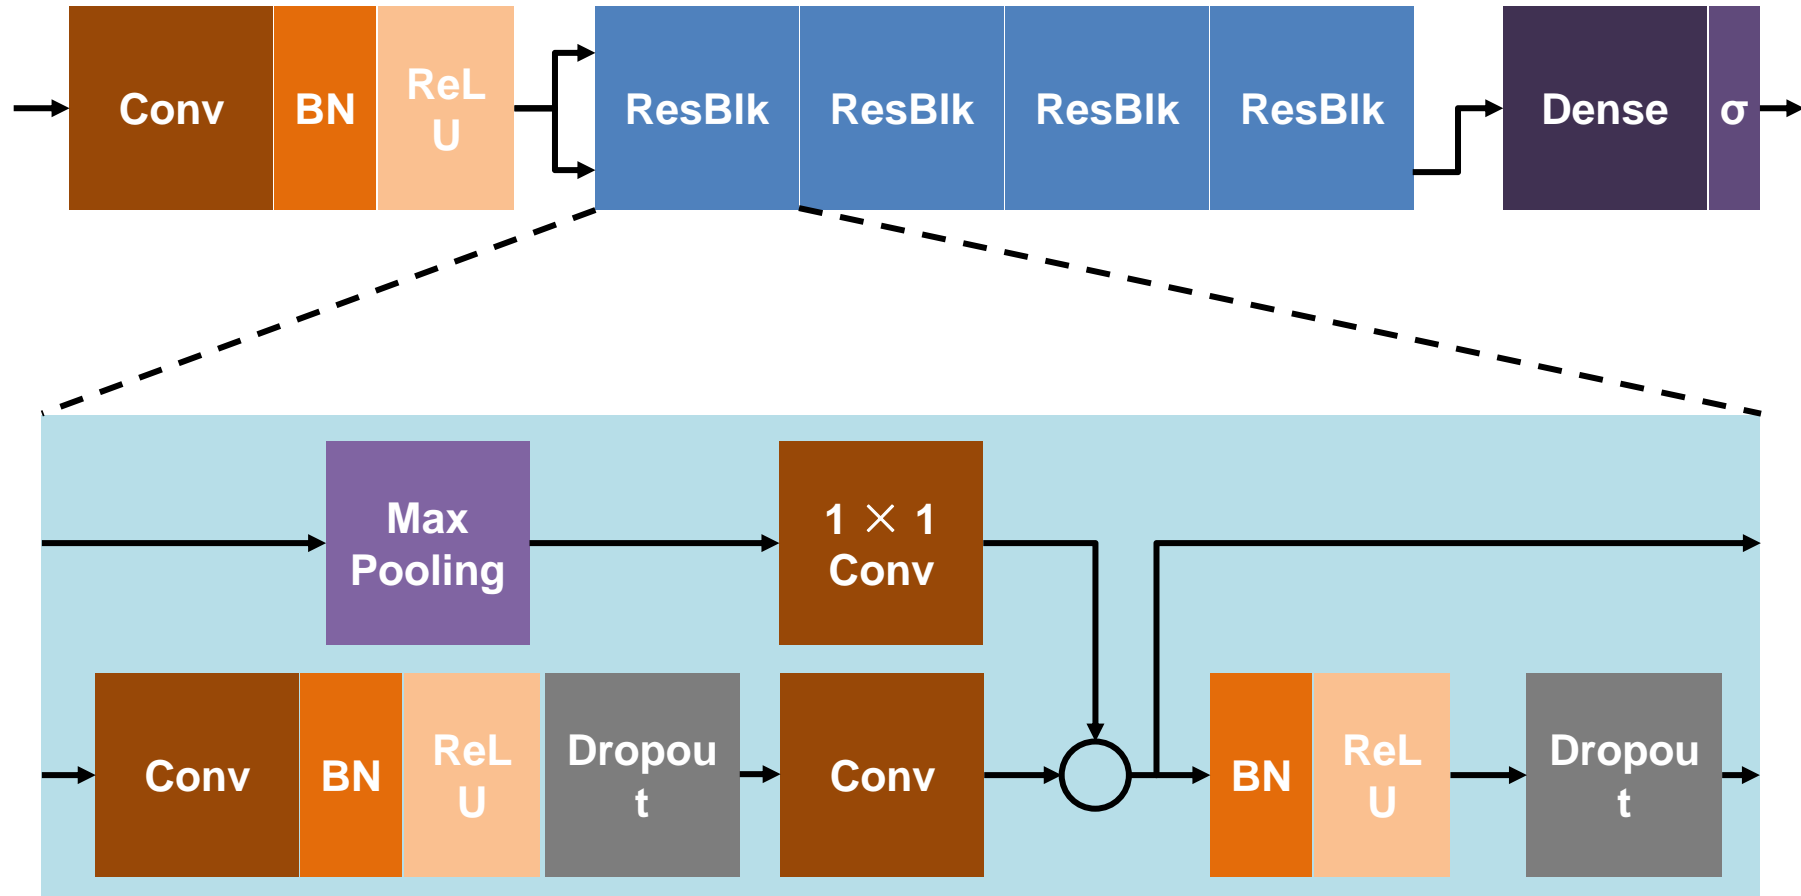 Conv
BN
ReL
U
ResBlk
ResBlk
ResBlk
ResBlk
Dense
σ
Max
Pooling
1 × 1
Conv
Conv
BN
ReL
U
Dropou
t
Conv
BN
ReL
U
Dropou
t